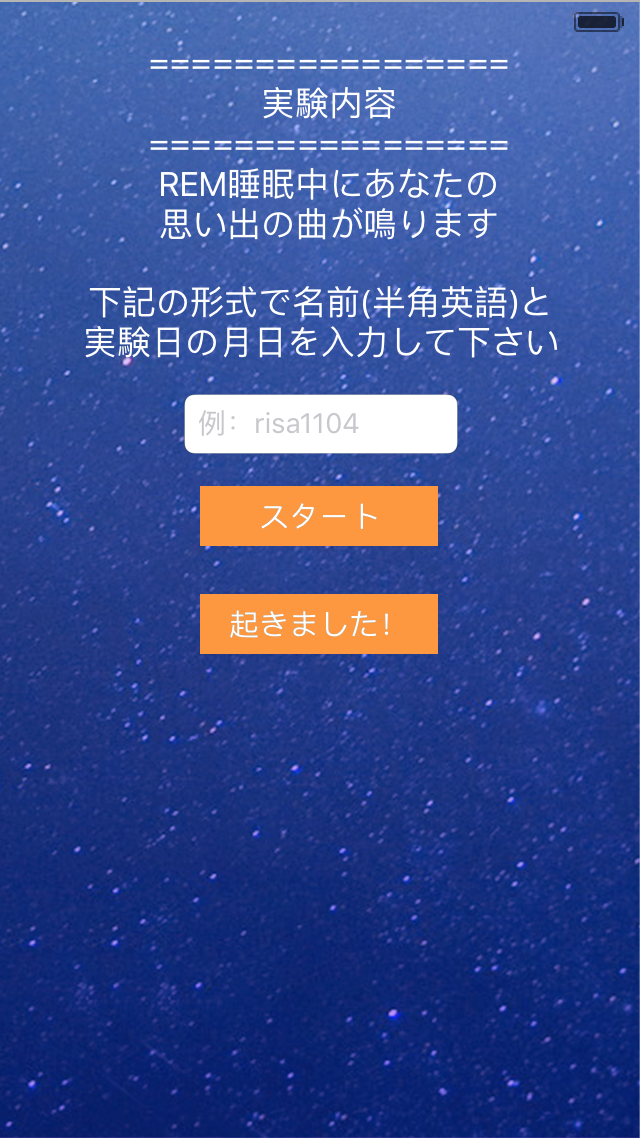 =================
実験内容
=================
REM睡眠中にあなたの
思い出の曲が鳴ります
下記の形式で名前(半角英語)と
実験日の月日を入力して下さい
例：risa1104
スタート
起きました！